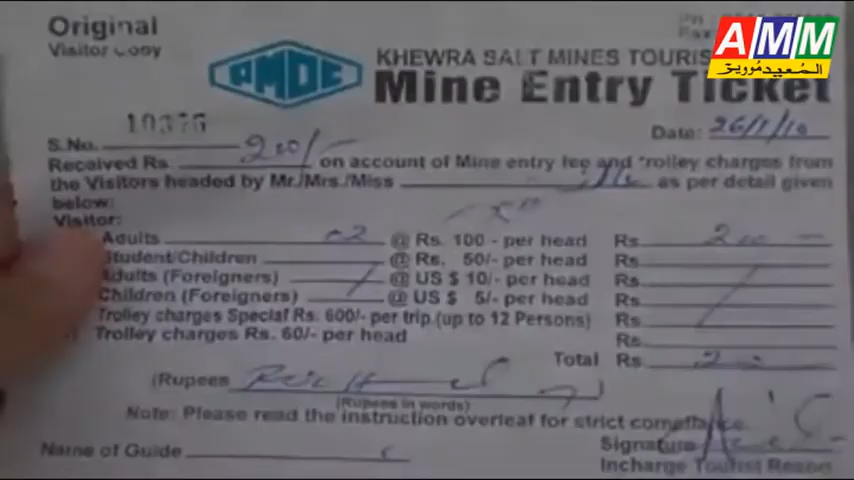 Original
Visitor Copy
PMDC
KHEWRA SALT MINES TOURIS
Mine Entry Ticket
AMM
المُعید مُوویز
S.No. 10376
Date: 26/1/10
Received Rs. 200/- on account of Mine entry fee and Trolley charges from
the Visitors headed by Mr./Mrs./Miss as per detail given
below:
Visitor:
Adults 02 @ Rs. 100 - per head Rs 200 -
Student/Children @ Rs. 50/- per head Rs
Adults (Foreigners) @ US $ 10/- per head Rs
Children (Foreigners) @ US $ 5/- per head Rs
Trolley charges Special Rs. 600/- per trip (up to 12 Persons) Rs
Trolley charges Rs. 60/- per head Rs
Total Rs 200
(Rupees )
(Rupees in words)
Note: Please read the instruction overleaf for strict compliance.
Signature
Name of Guide
Incharge Tourist Resort